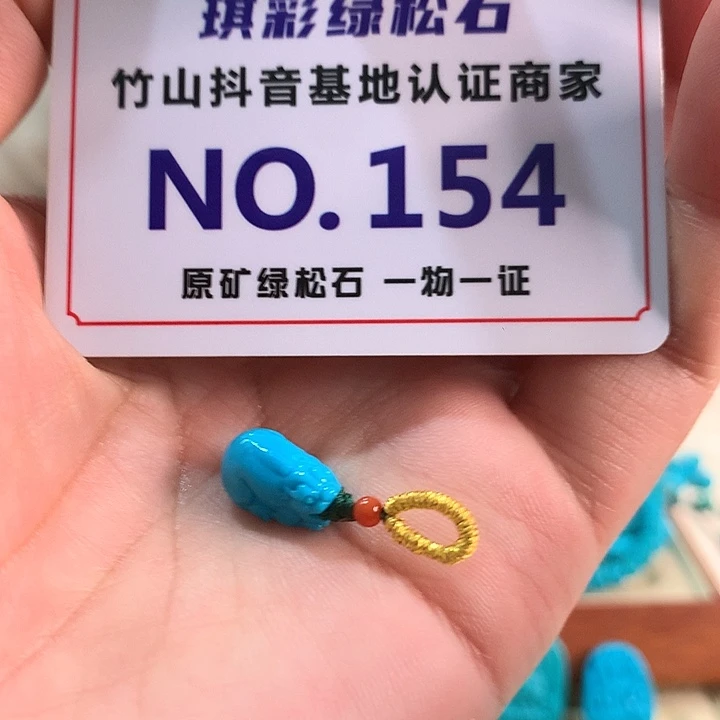 琪彩绿松石
竹山抖音基地认证商家
NO.154
原矿绿松石 一物一证